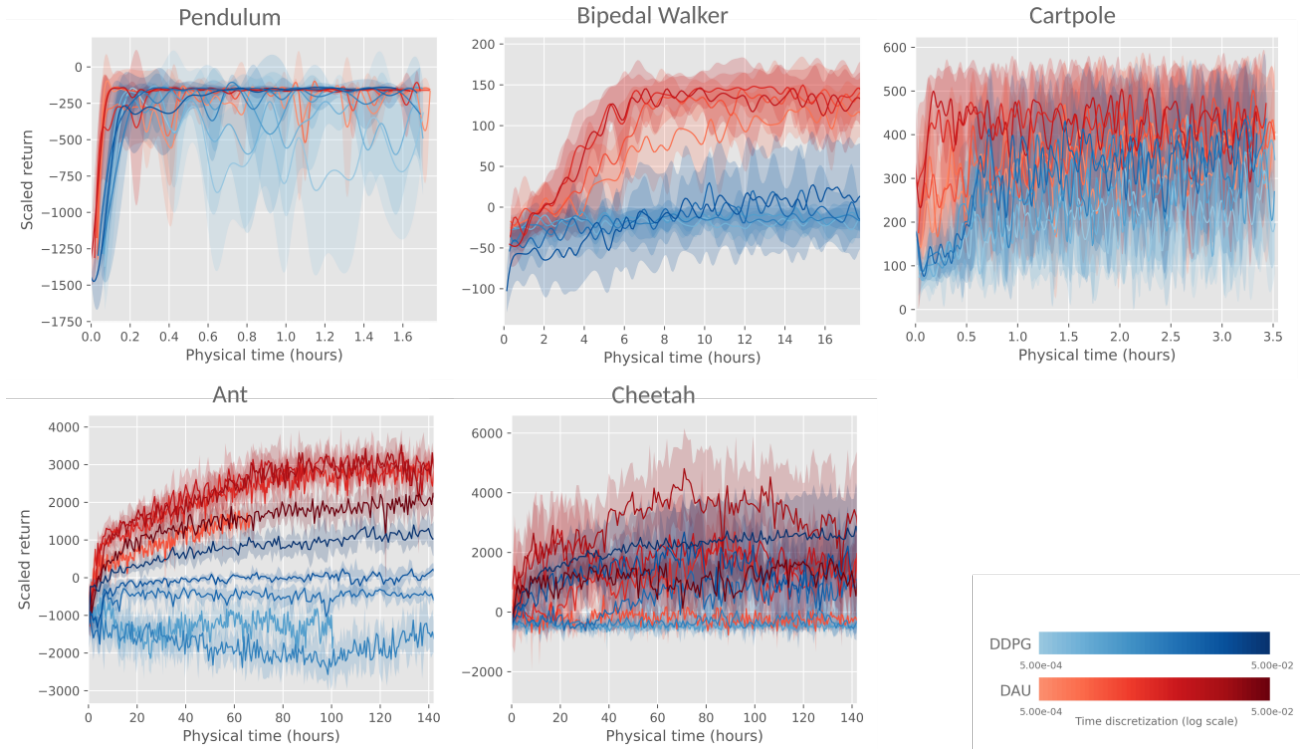 Pendulum
Bipedal Walker
Cartpole
0
−250
−500
−750
−1000
−1250
−1500
−1750
Scaled return
0.0 0.2 0.4 0.6 0.8 1.0 1.2 1.4 1.6
Physical time (hours)
200
150
100
50
0
−50
−100
0 2 4 6 8 10 12 14 16
Physical time (hours)
600
500
400
300
200
100
0
0.0 0.5 1.0 1.5 2.0 2.5 3.0 3.5
Physical time (hours)
Ant
Cheetah
4000
3000
2000
1000
0
−1000
−2000
−3000
Scaled return
0 20 40 60 80 100 120 140
Physical time (hours)
6000
4000
2000
0
−2000
0 20 40 60 80 100 120 140
Physical time (hours)
DDPG
5.00e-04 5.00e-02
DAU
5.00e-04 5.00e-02
Time discretization (log scale)